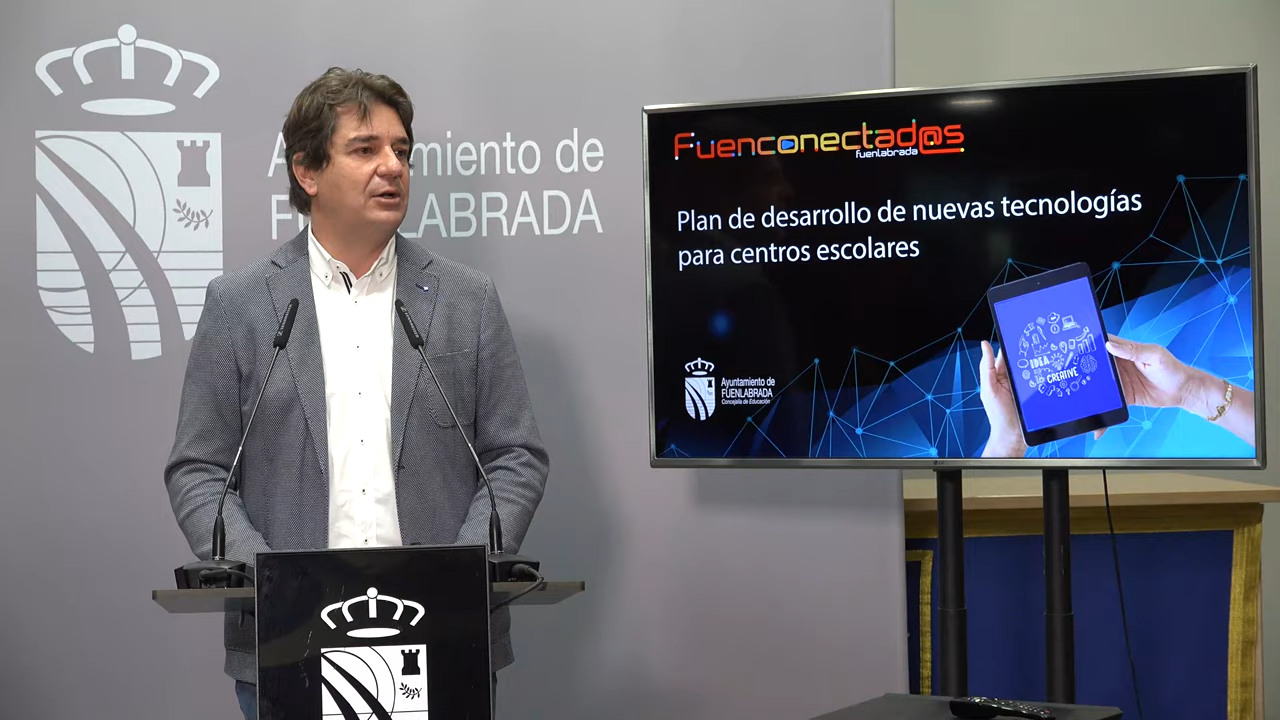 miento de
FUENLABRADA
Fuenconectad@s
fuenlabrada
Plan de desarrollo de nuevas tecnologías
para centros escolares
Ayuntamiento de
FUENLABRADA
Concejalía de Educación
IDEA
CREATIVE